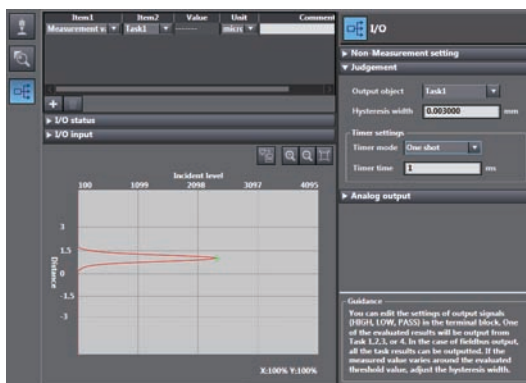 Item1 Item2 Value Unit Comment
Measurement v. Task1 ------ micr
I/O status
I/O input
Incident level
100 1099 2098 3097 4095
3
1.5
0
-1.5
-3
Distance
X:100% Y:100%
I/O
Non-Measurement setting
Judgement
Output object Task1
Hysteresis width 0.003000 mm
Timer settings
Timer mode One shot
Timer time 1 ms
Analog output
Guidance
You can edit the settings of output signals
(HIGH, LOW, PASS) in the terminal block. One
of the evaluated results will be output from
Task 1,2,3, or 4. In the case of fieldbus output,
all the task results can be outputted. If the
measured value varies around the evaluated
threshold value, adjust the hysteresis width.